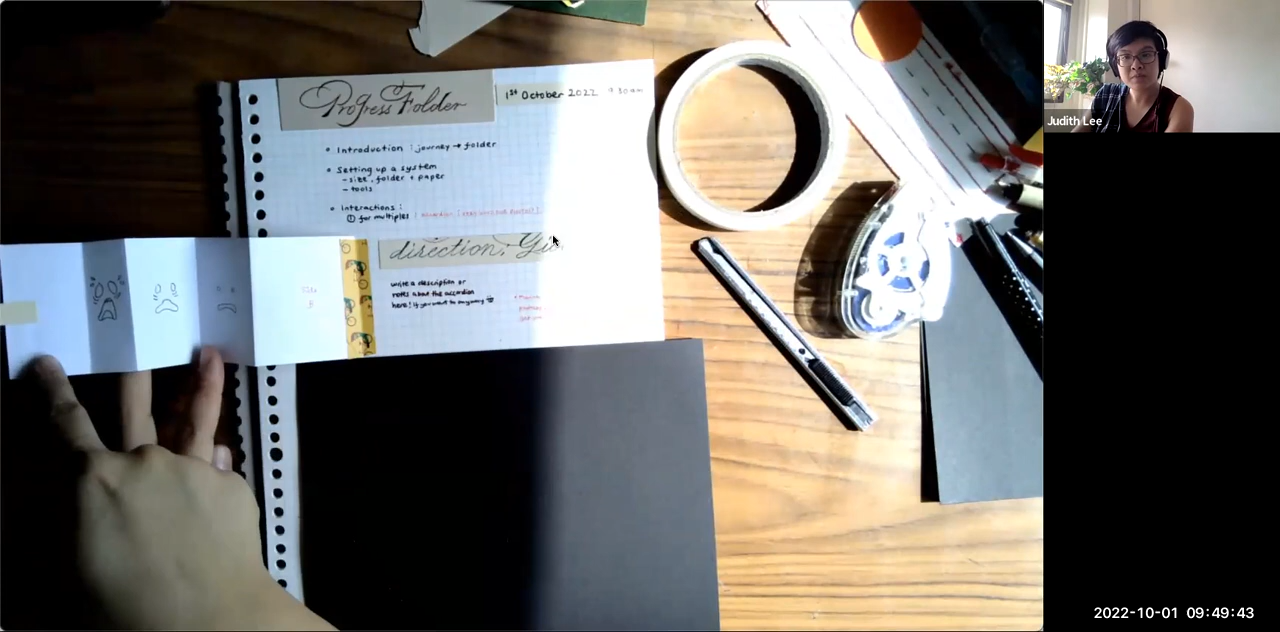 Progress Folder
1st October 2022 9.30am
Judith Lee
• Introduction : journey → folder
• Setting up a system
- size, folder + paper
- tools
• Interactions :
① for multiples | accordion
direction:
Side
B
write a description or
notes about the accordion
here! if you want to anyway
2022-10-01 09:49:43